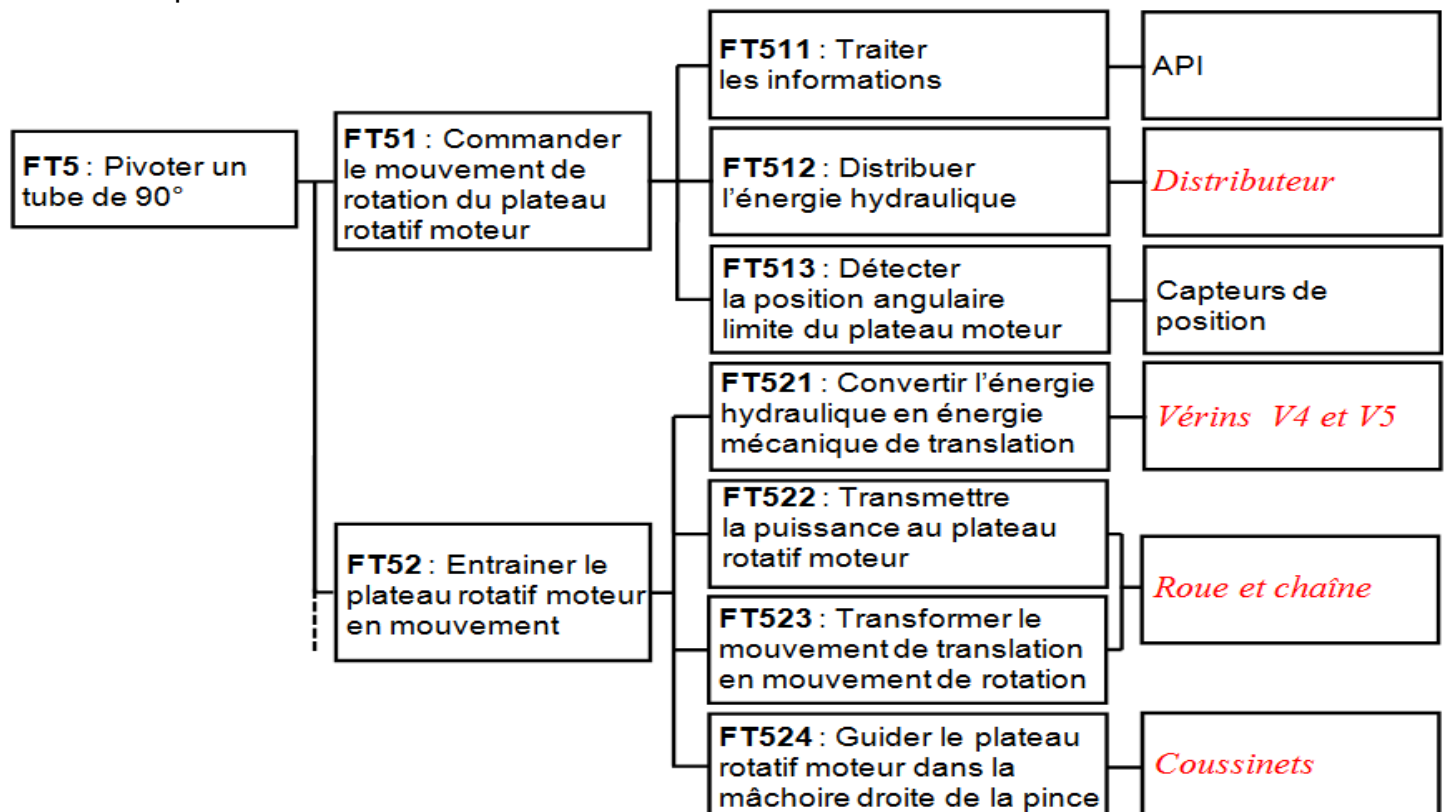 FT5 : Pivoter un
tube de 90°
FT51 : Commander
le mouvement de
rotation du plateau
rotatif moteur
FT511 : Traiter
les informations
API
FT512 : Distribuer
l'énergie hydraulique
Distributeur
FT513 : Détecter
la position angulaire
limite du plateau moteur
Capteurs de
position
FT52 : Entrainer le
plateau rotatif moteur
en mouvement
FT521 : Convertir l'énergie
hydraulique en énergie
mécanique de translation
Vérins V4 et V5
FT522 : Transmettre
la puissance au plateau
rotatif moteur
FT523 : Transformer le
mouvement de translation
en mouvement de rotation
Roue et chaîne
FT524 : Guider le plateau
rotatif moteur dans la
mâchoire droite de la pince
Coussinets